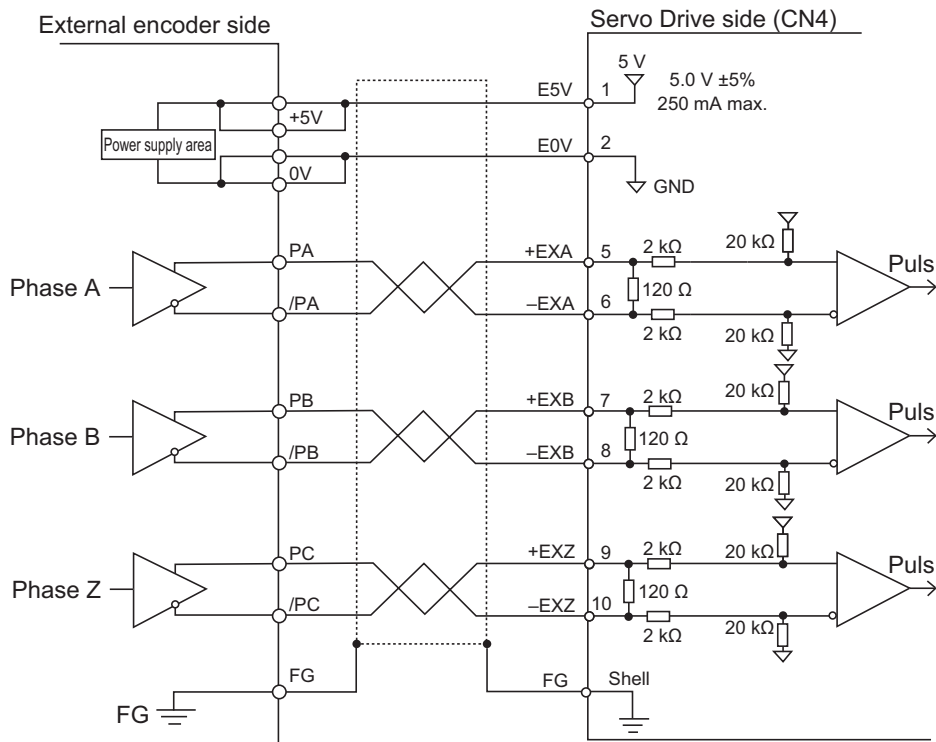 External encoder side
Servo Drive side (CN4)
5 V
5.0 V ±5%
250 mA max.
E5V
1
+5V
Power supply area
E0V
2
0V
GND
20 kΩ
PA
+EXA
5
2 kΩ
Puls
Phase A
120 Ω
/PA
–EXA
6
2 kΩ
20 kΩ
20 kΩ
PB
+EXB
7
2 kΩ
Puls
Phase B
120 Ω
/PB
–EXB
8
2 kΩ
20 kΩ
PC
+EXZ
9
2 kΩ
20 kΩ
Puls
Phase Z
120 Ω
/PC
–EXZ
10
2 kΩ
20 kΩ
FG
FG
Shell
FG